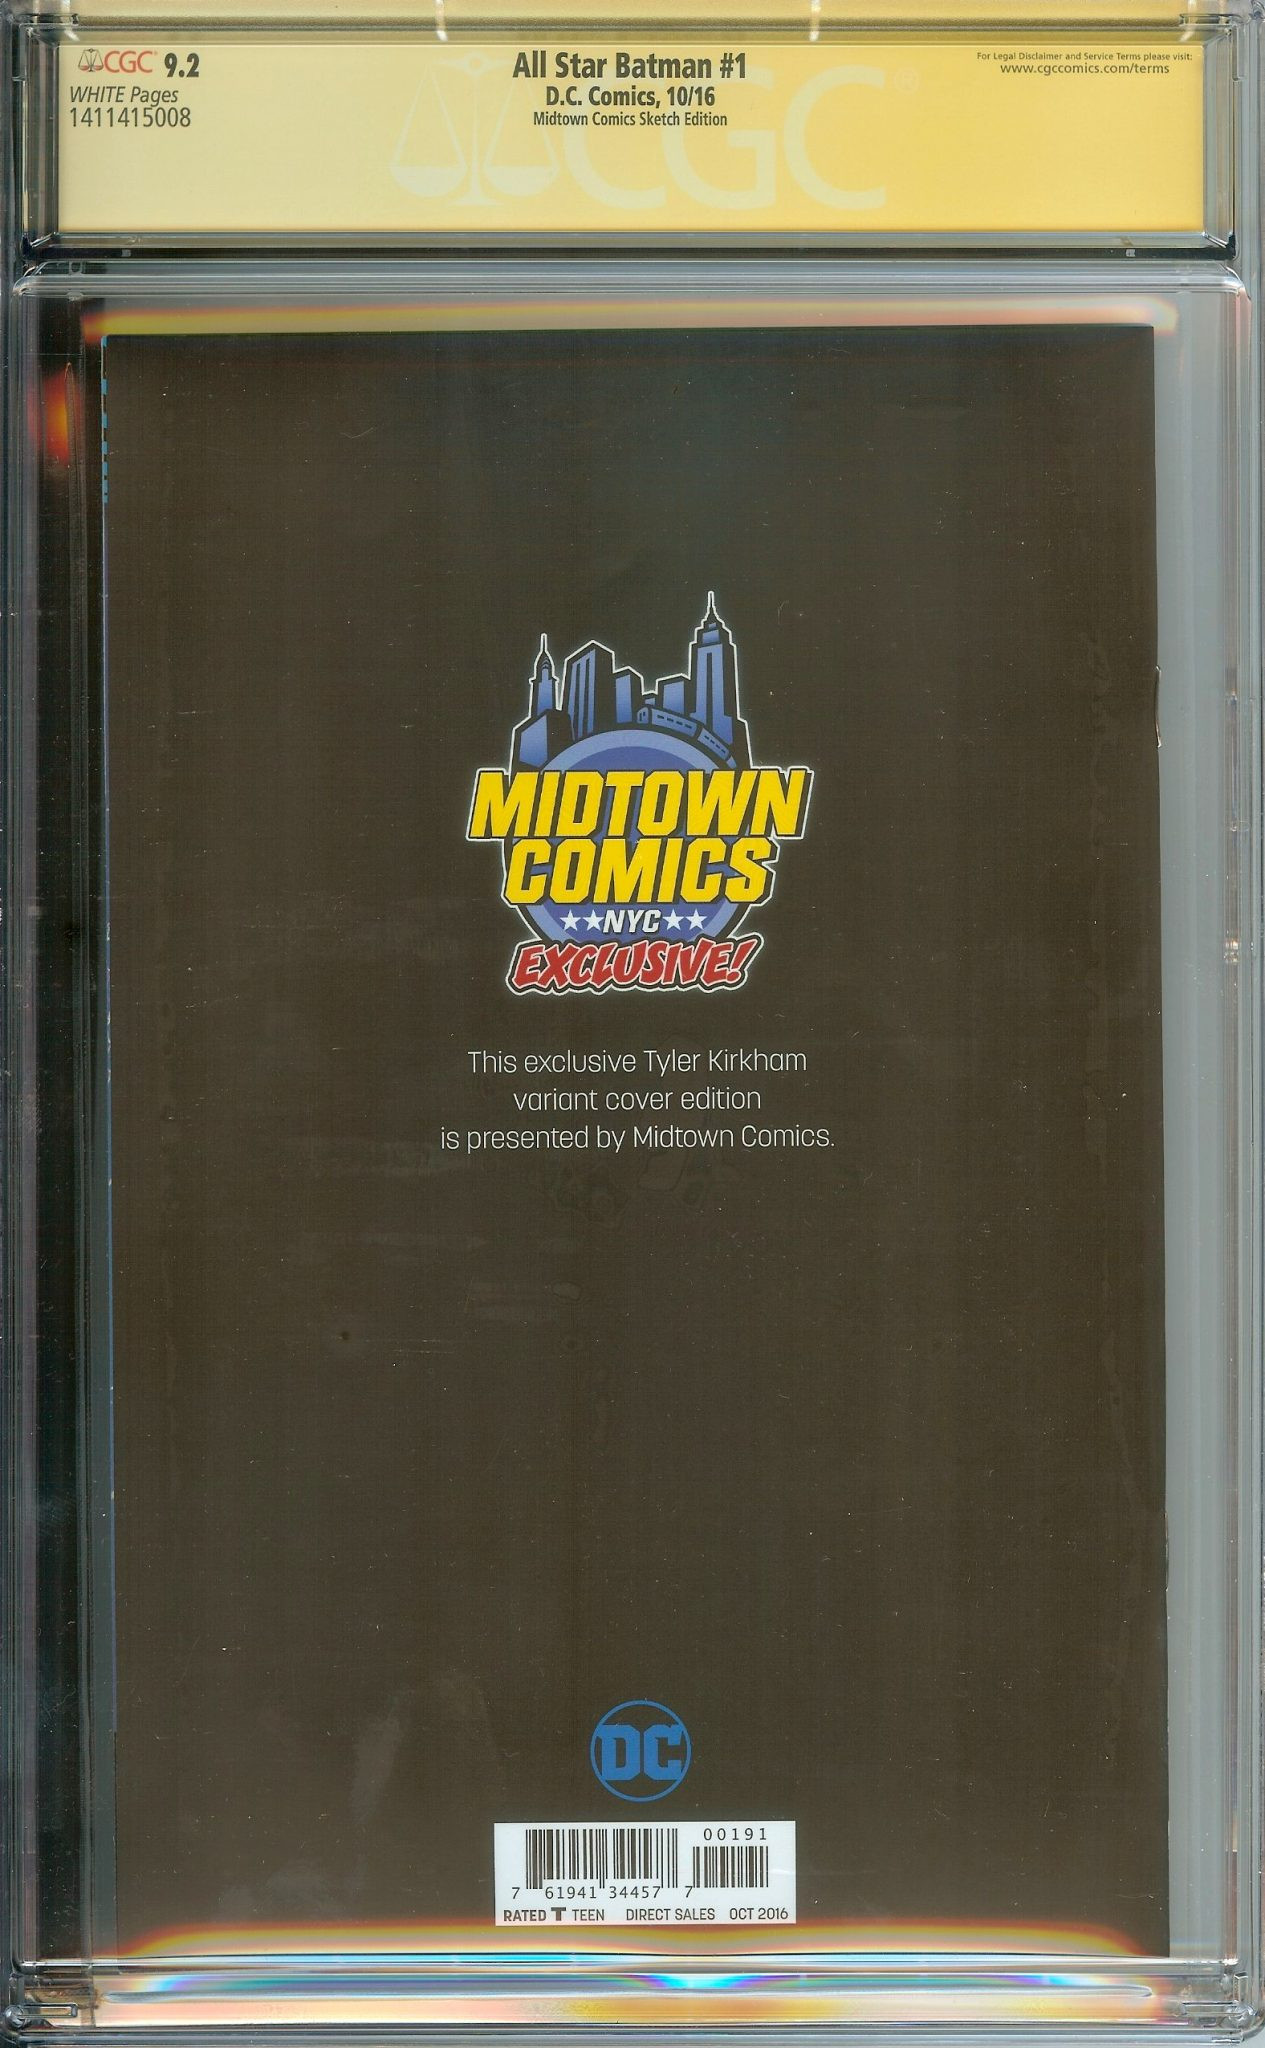 CGC 9.2
WHITE Pages
1411415008
All Star Batman #1
D.C. Comics, 10/16
Midtown Comics Sketch Edition
For Legal Disclaimer and Service Terms please visit:
www.cgccomics.com/terms
CGC®
MIDTOWN
COMICS
NYC
EXCLUSIVE!
This exclusive Tyler Kirkham
variant cover edition
is presented by Midtown Comics.
DC
00191
7 61941 34457 7
RATED T TEEN DIRECT SALES OCT 2016